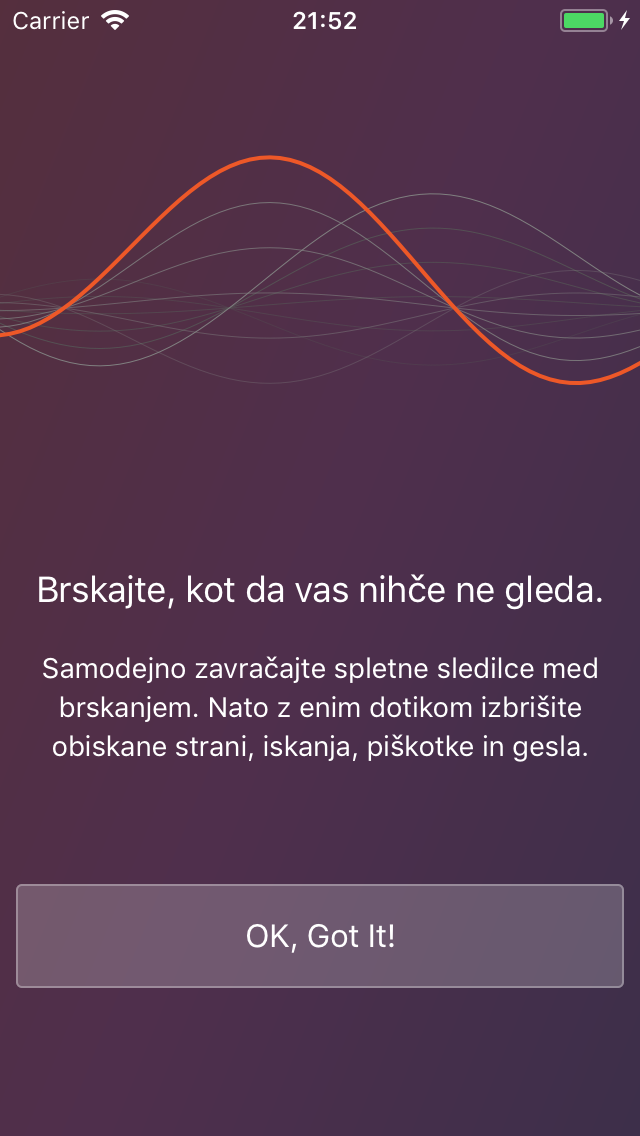 Carrier 21:52
Brskajte, kot da vas nihče ne gleda.
Samodejno zavračajte spletne sledilce med
brskanjem. Nato z enim dotikom izbrišite
obiskane strani, iskanja, piškotke in gesla.
OK, Got It!